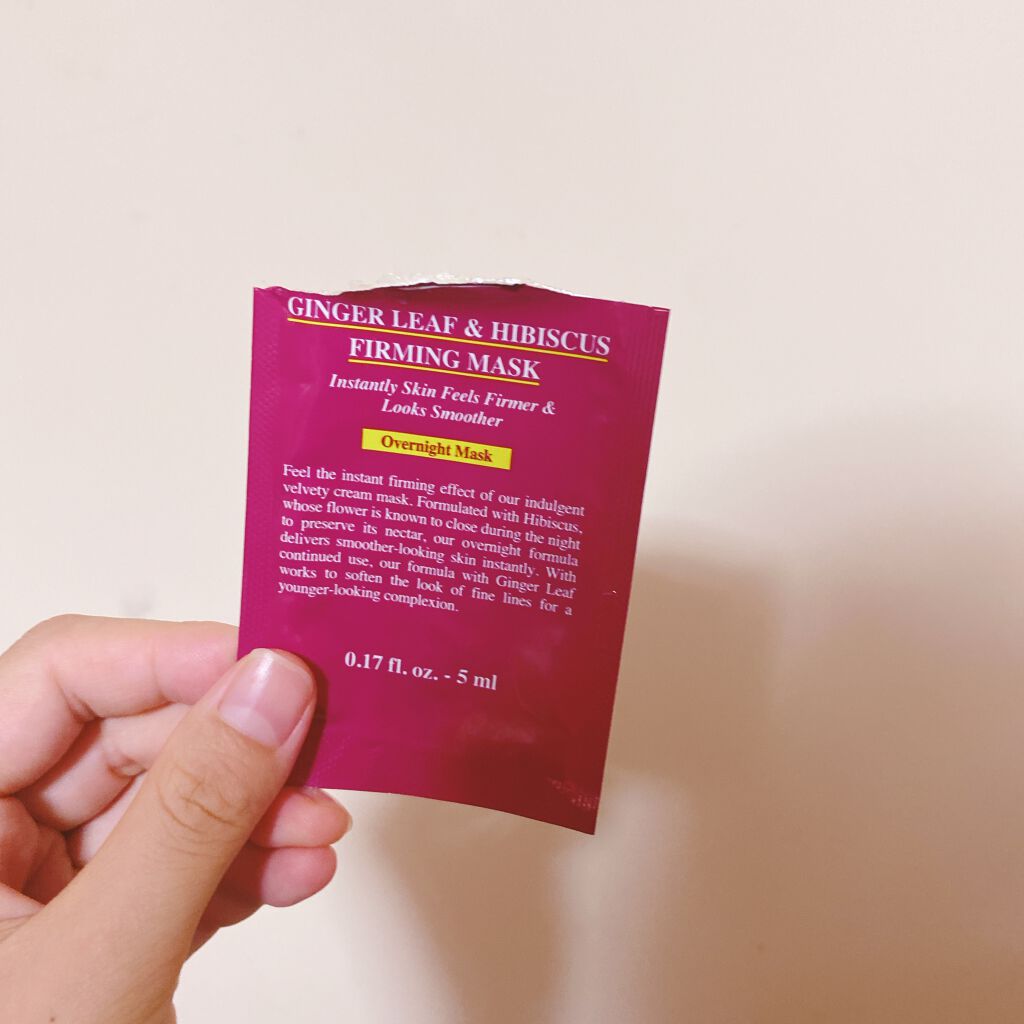 GINGER LEAF & HIBISCUS
FIRMING MASK
Instantly Skin Feels Firmer &
Looks Smoother
Overnight Mask
Feel the instant firming effect of our indulgent
velvety cream mask. Formulated with Hibiscus,
whose flower is known to close during the night
to preserve its nectar, our overnight formula
delivers smoother-looking skin instantly. With
continued use, our formula with Ginger Leaf
works to soften the look of fine lines for a
younger-looking complexion.
0.17 fl. oz. - 5 ml